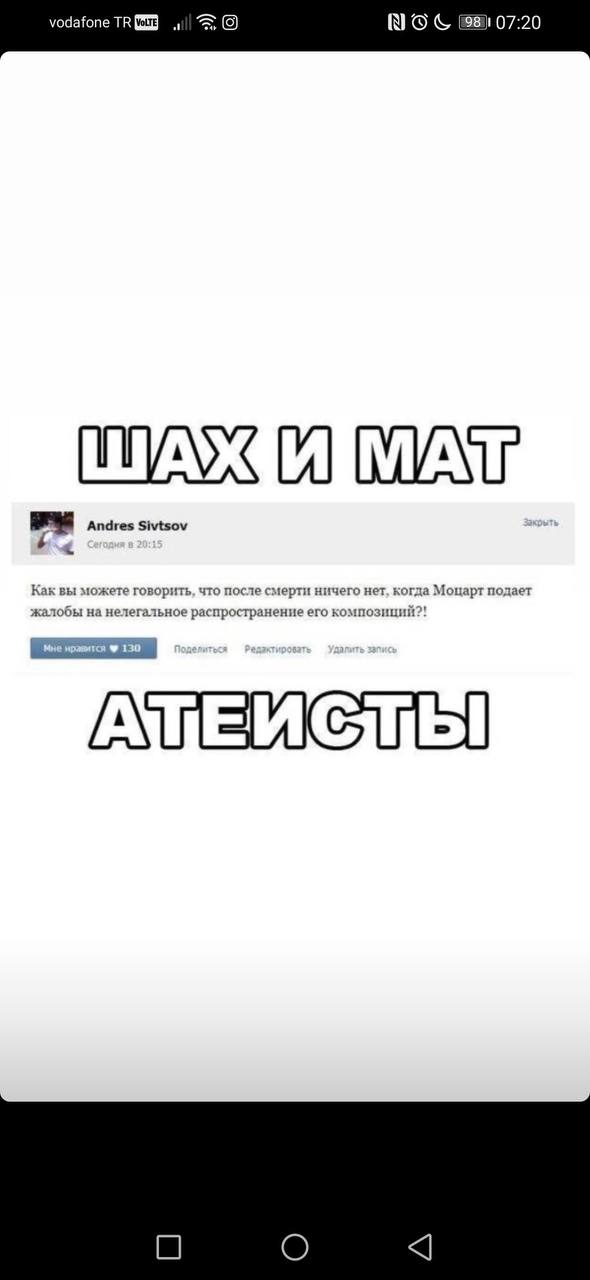 vodafone TR VoLTE 98 07:20
ШАХ И МАТ
Andres Sivtsov
Закрыть
Сегодня в 20:15
Как вы можете говорить, что после смерти ничего нет, когда Моцарт подает
жалобы на нелегальное распространение его композиций?!
Мне нравится 130 Поделиться Редактировать Удалить запись
АТЕИСТЫ